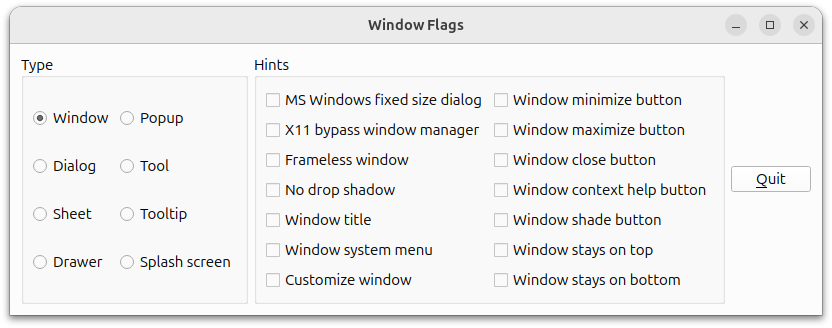 Window Flags
Type
Window
Popup
Dialog
Tool
Sheet
Tooltip
Drawer
Splash screen
Hints
MS Windows fixed size dialog
X11 bypass window manager
Frameless window
No drop shadow
Window title
Window system menu
Customize window
Window minimize button
Window maximize button
Window close button
Window context help button
Window shade button
Window stays on top
Window stays on bottom
Quit